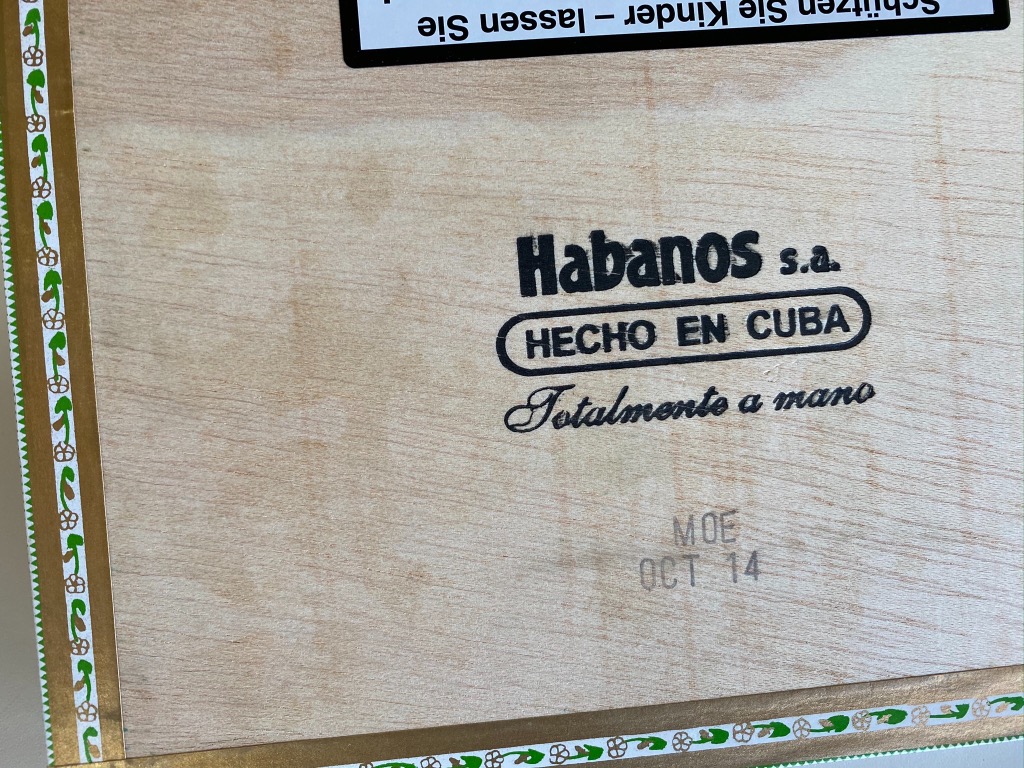 Schützen Sie Kinder – lassen Sie
Habanos s.a.
HECHO EN CUBA
Totalmente a mano
MOE
OCT 14